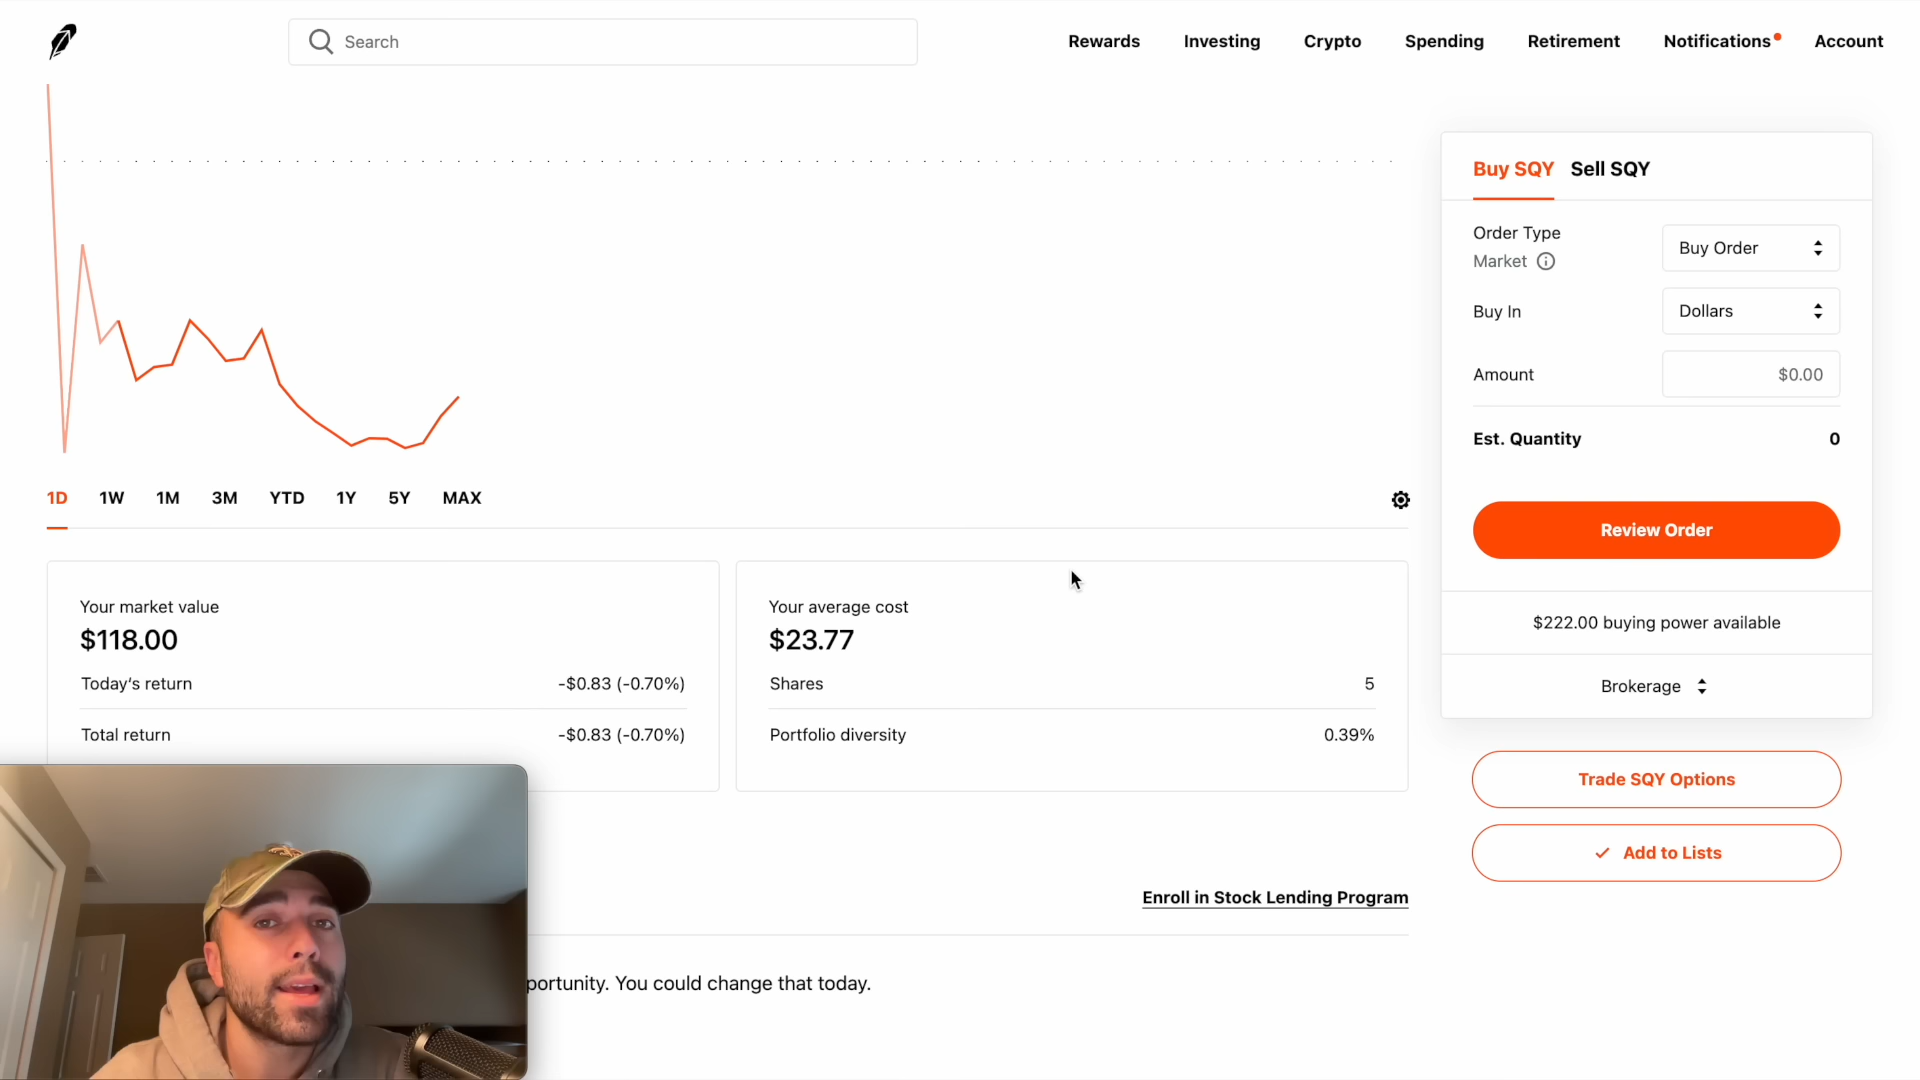 Search
Rewards
Investing
Crypto
Spending
Retirement
Notifications
Account
1D
1W
1M
3M
YTD
1Y
5Y
MAX
Your market value
$118.00
Today's return -$0.83 (-0.70%)
Total return -$0.83 (-0.70%)
Your average cost
$23.77
Shares 5
Portfolio diversity 0.39%
Enroll in Stock Lending Program
portunity. You could change that today.
Buy SQY
Sell SQY
Order Type
Market
Buy Order
Buy In
Dollars
Amount
$0.00
Est. Quantity 0
Review Order
$222.00 buying power available
Brokerage
Trade SQY Options
Add to Lists